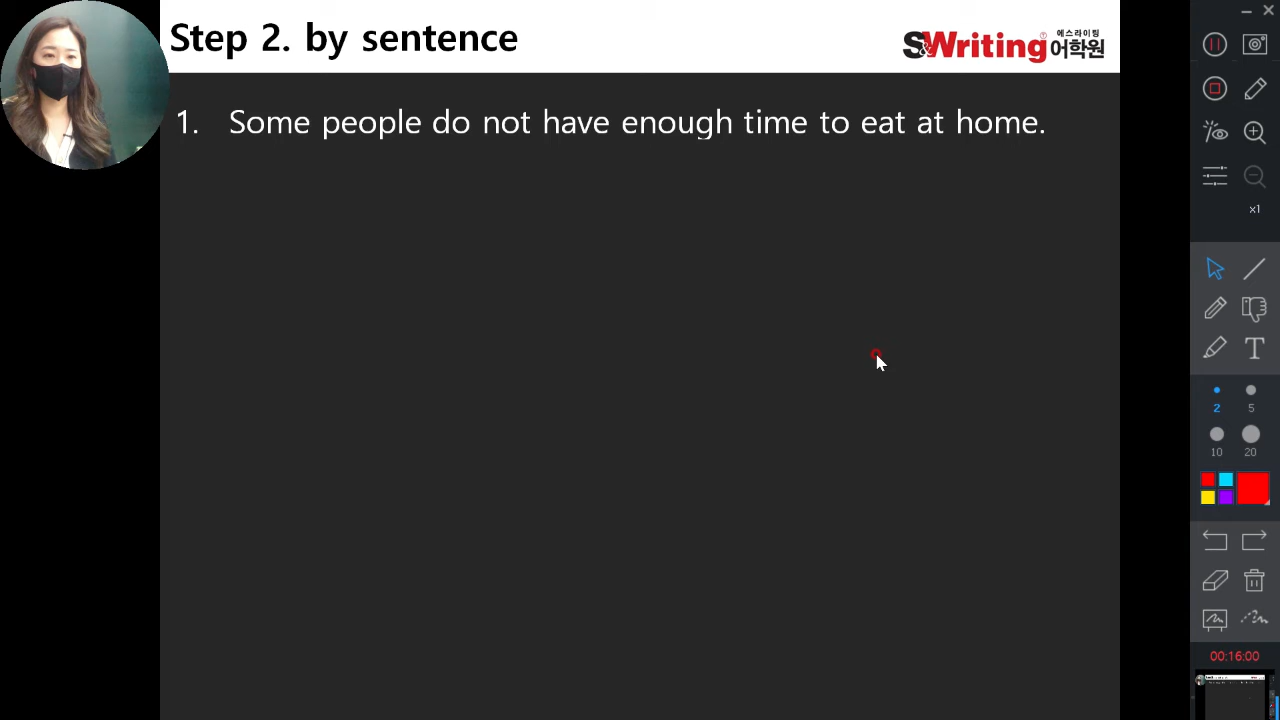 Step 2. by sentence
S&Writing 어학원
에스라이팅
1. Some people do not have enough time to eat at home.
x1
T
2 5
10 20
00:16:00